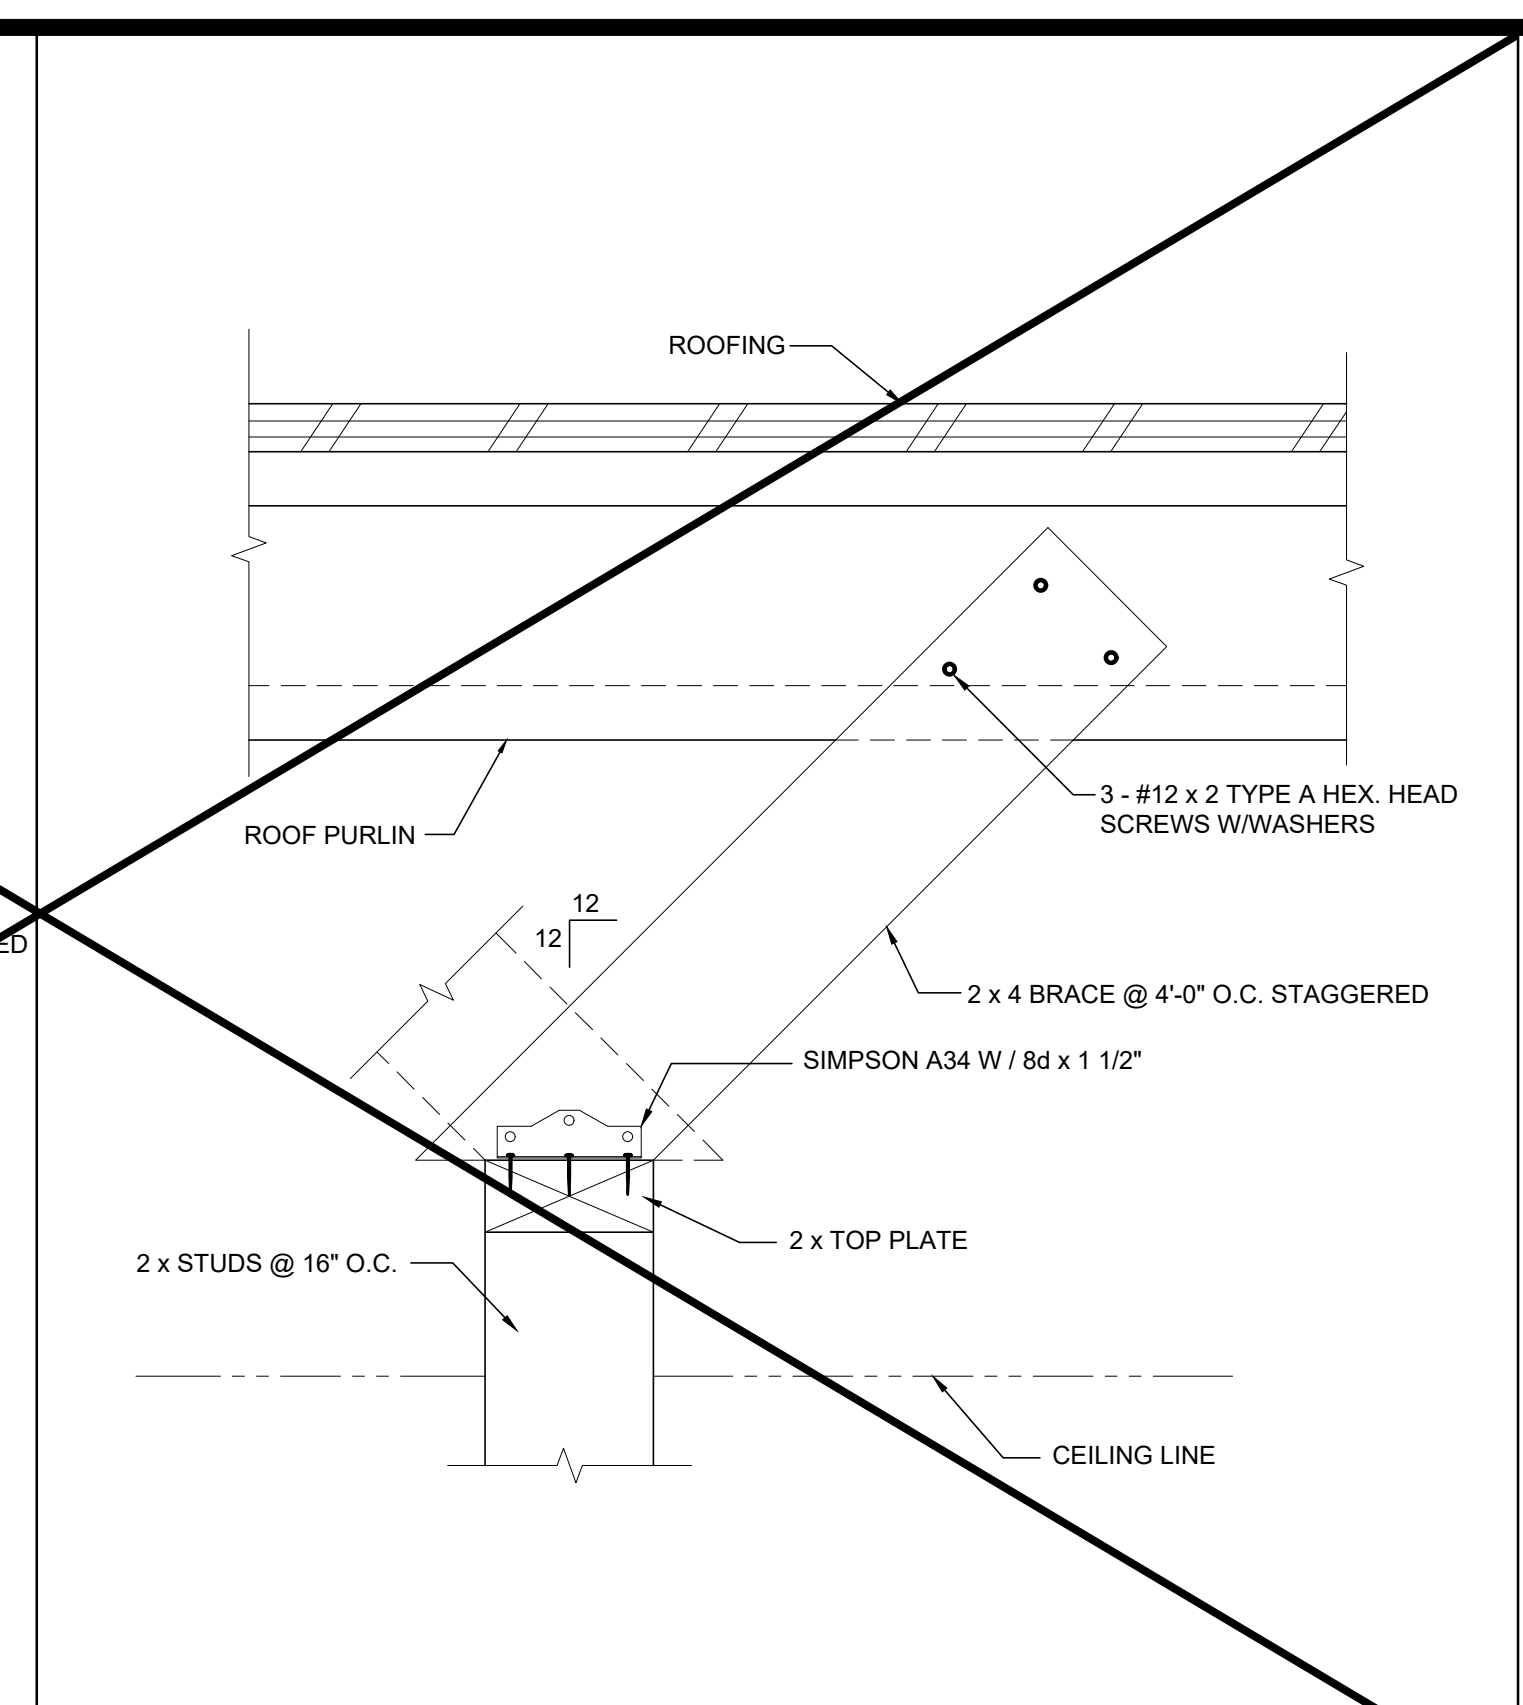 ROOFING
3 - #12 x 2 TYPE A HEX. HEAD
SCREWS W/WASHERS
ROOF PURLIN
12
12
ED
2 x 4 BRACE @ 4'-0" O.C. STAGGERED
SIMPSON A34 W / 8d x 1 1/2"
2 x TOP PLATE
2 x STUDS @ 16" O.C.
CEILING LINE